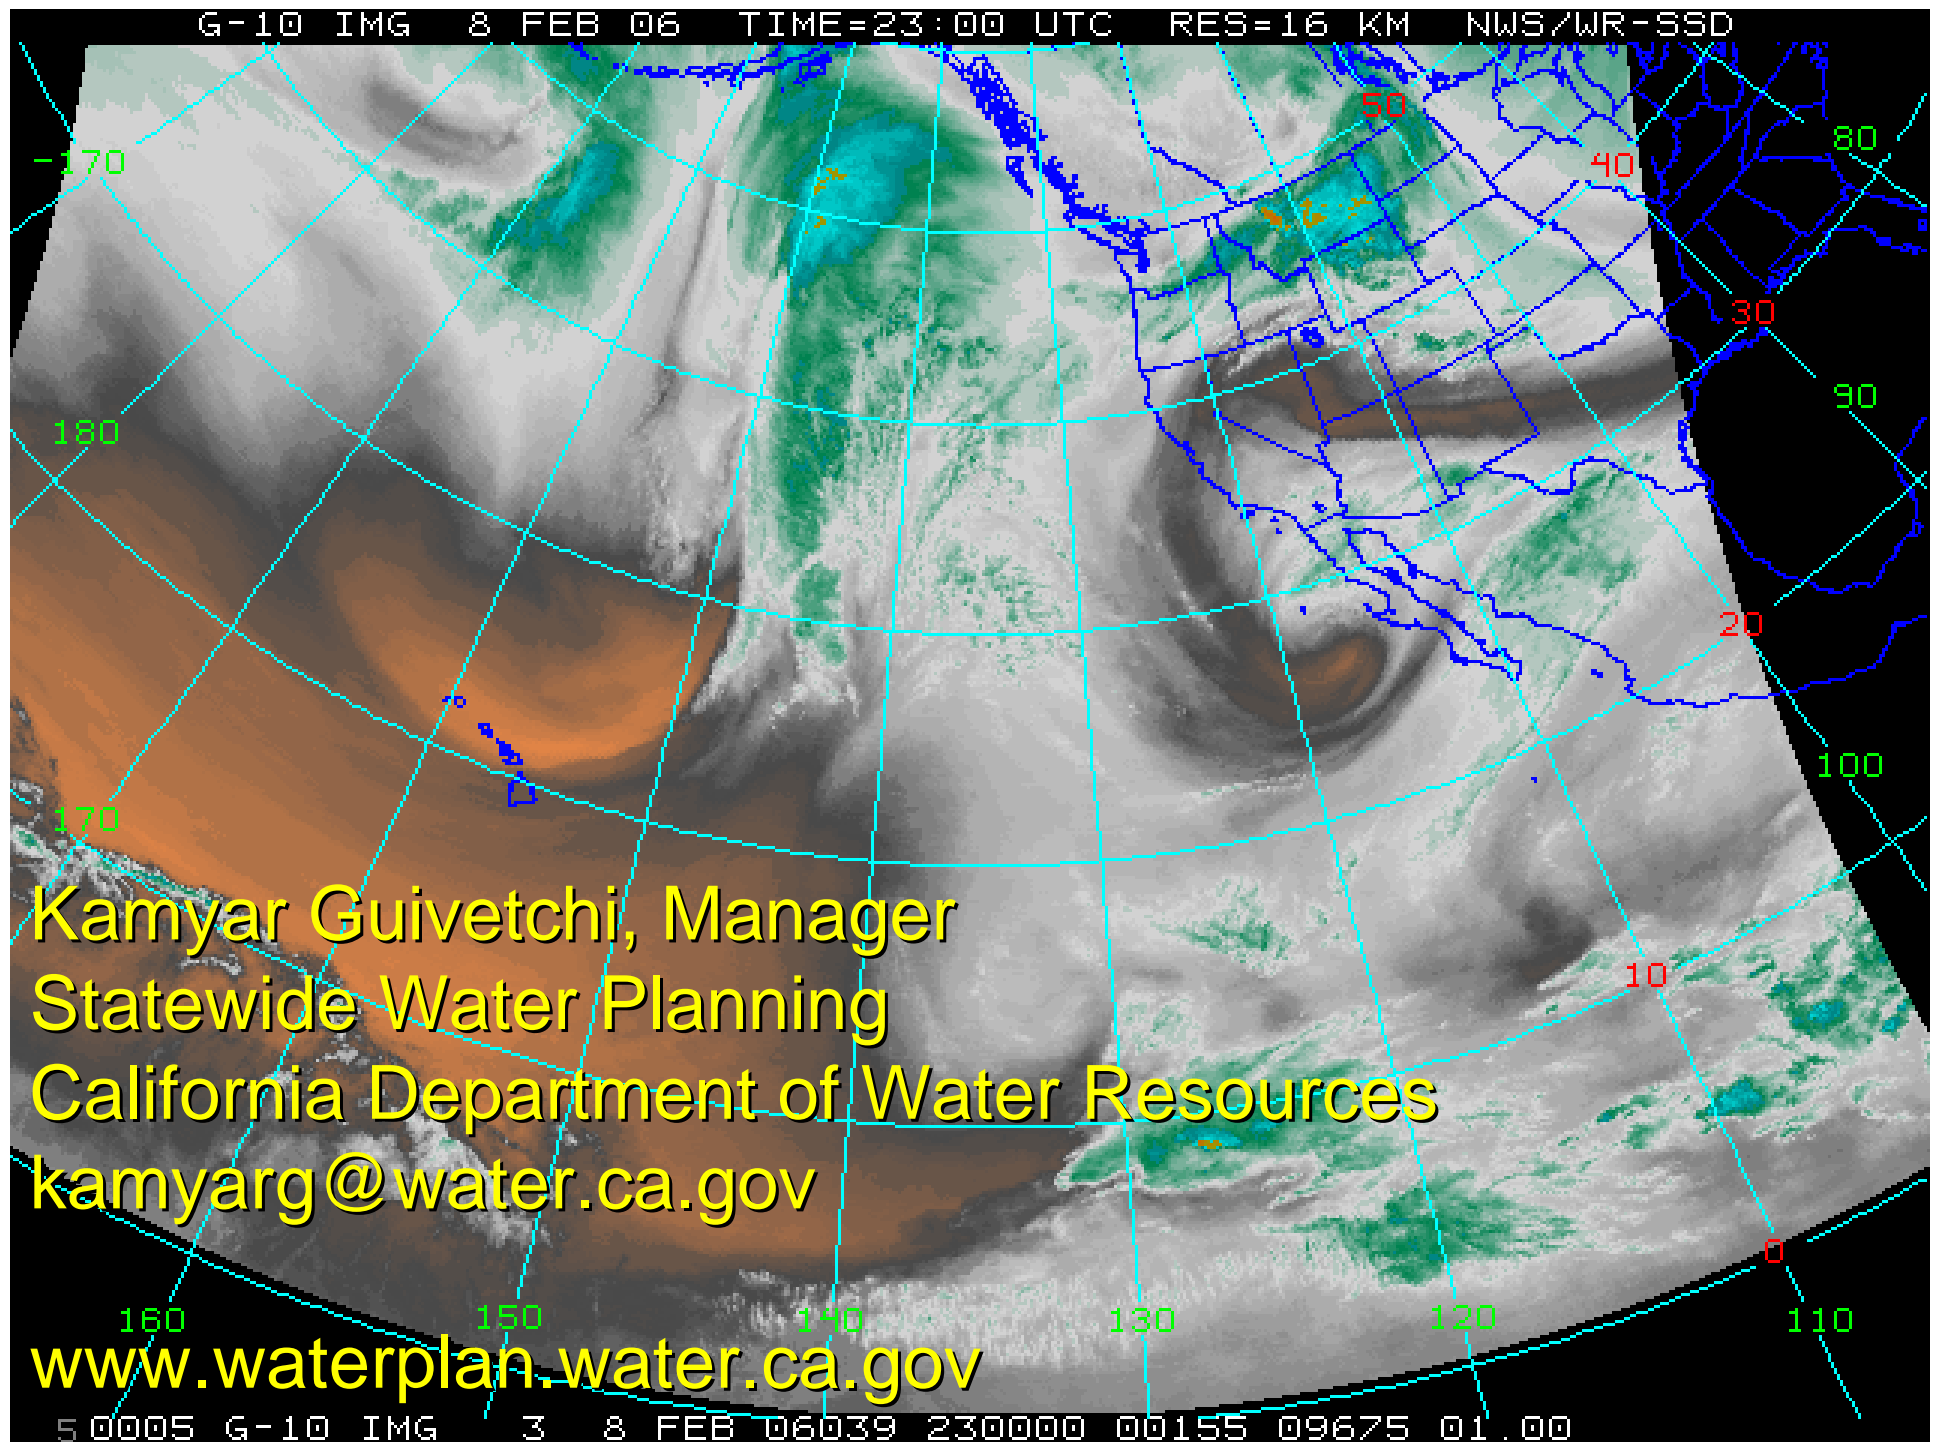 G-10 IMG 8 FEB 06 TIME=23:00 UTC RES=16 KM NWS/WR-SSD
50
-170
40
80
30
90
180
20
100
170
Kamyar Guivetchi, Manager
10
Statewide Water Planning
California Department of Water Resources
kamyarg@water.ca.gov
0
160 150 140 130 120 110
www.waterplan.water.ca.gov
5 0005 G-10 IMG 3 8 FEB 06039 230000 00155 09675 01.00